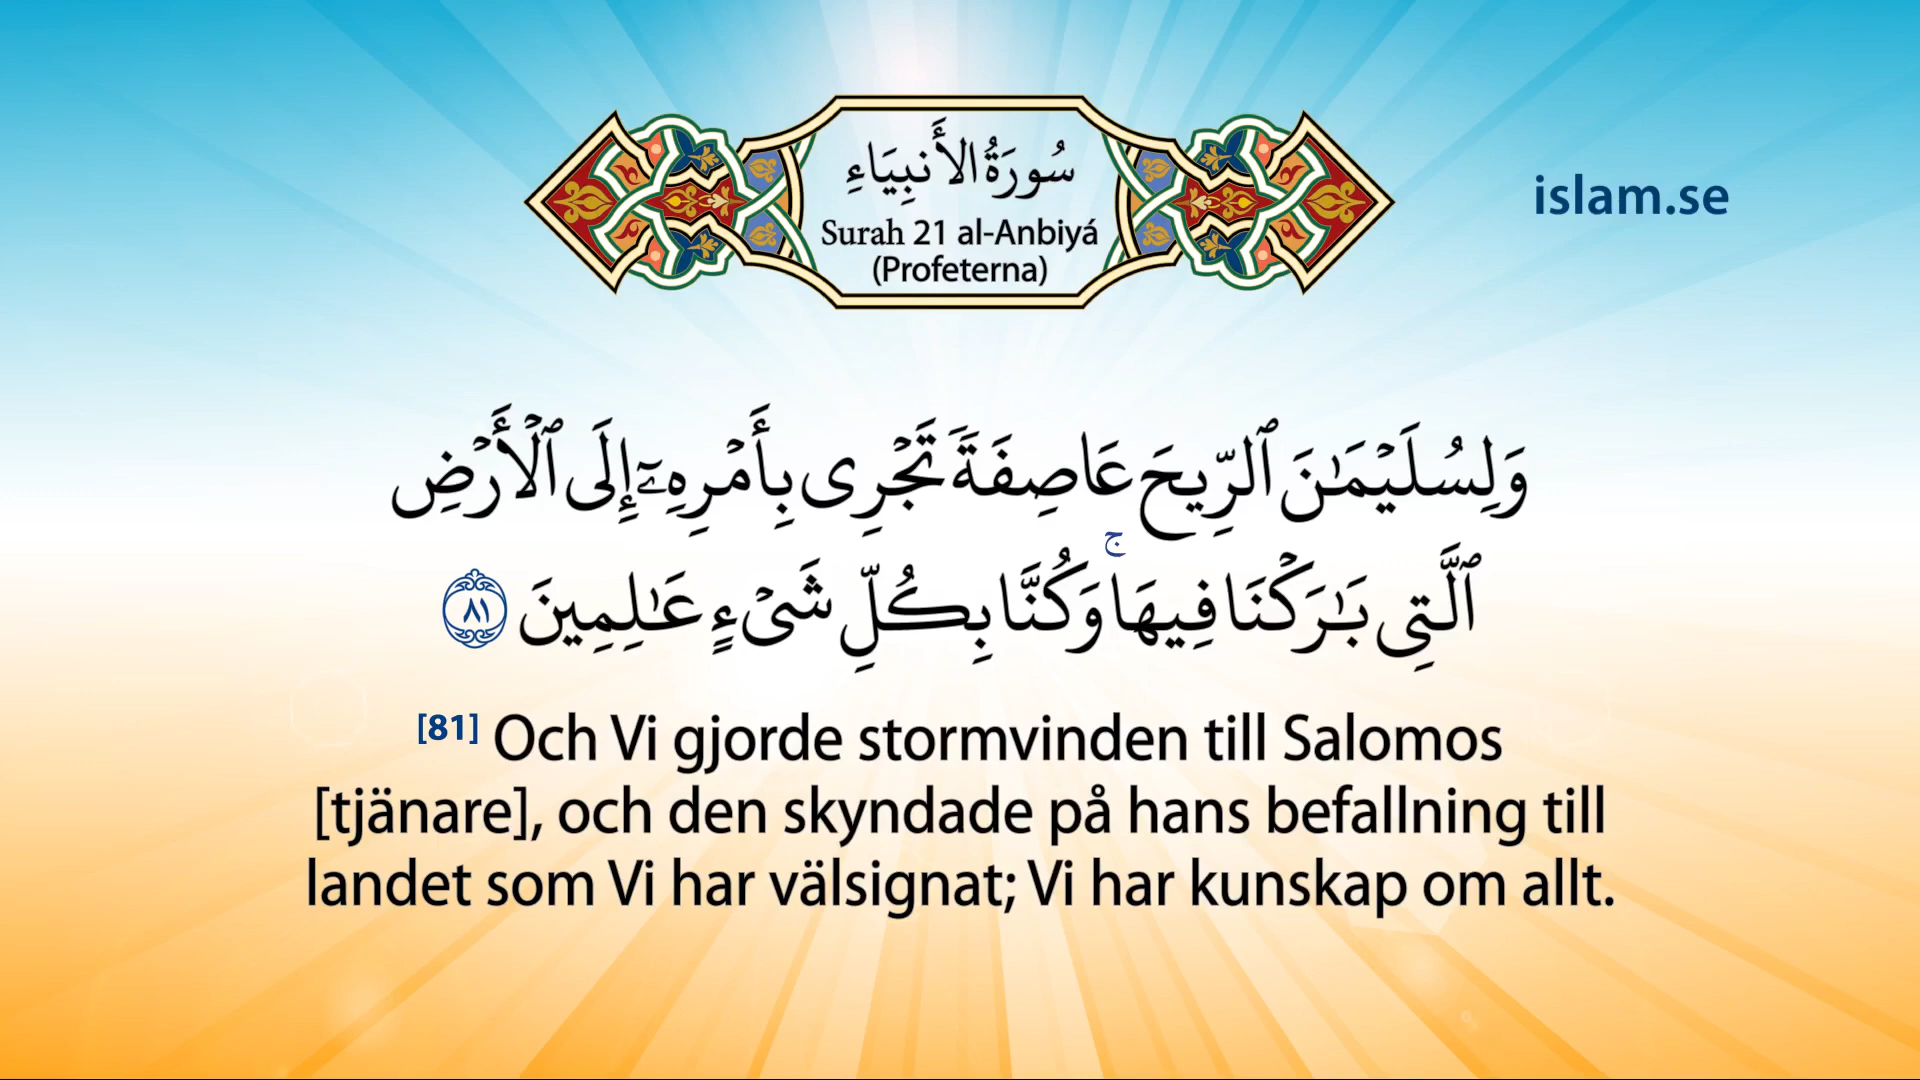 سُورَةُ الأَنبِيَاءِ
Surah 21 al-Anbiyá
(Profeterna)
islam.se
وَلِسُلَيْمَـٰنَ ٱلرِّيحَ عَاصِفَةً تَجْرِى بِأَمْرِهِۦٓ إِلَى ٱلْأَرْضِ
ٱلَّتِى بَـٰرَكْنَا فِيهَا ۚ وَكُنَّا بِكُلِّ شَىْءٍ عَـٰلِمِينَ ٨١
[81] Och Vi gjorde stormvinden till Salomos
[tjänare], och den skyndade på hans befallning till
landet som Vi har välsignat; Vi har kunskap om allt.